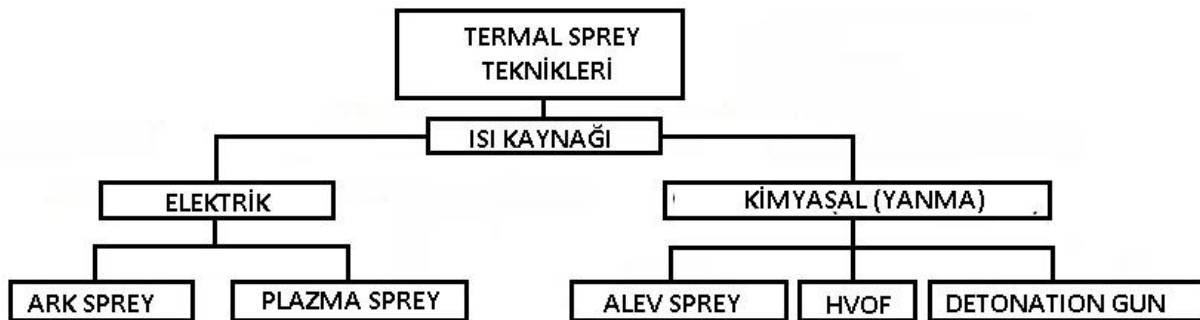 TERMAL SPREY
TEKNİKLERİ
ISI KAYNAĞI
ELEKTRİK
KİMYASAL (YANMA)
ARK SPREY
PLAZMA SPREY
ALEV SPREY
HVOF
DETONATION GUN